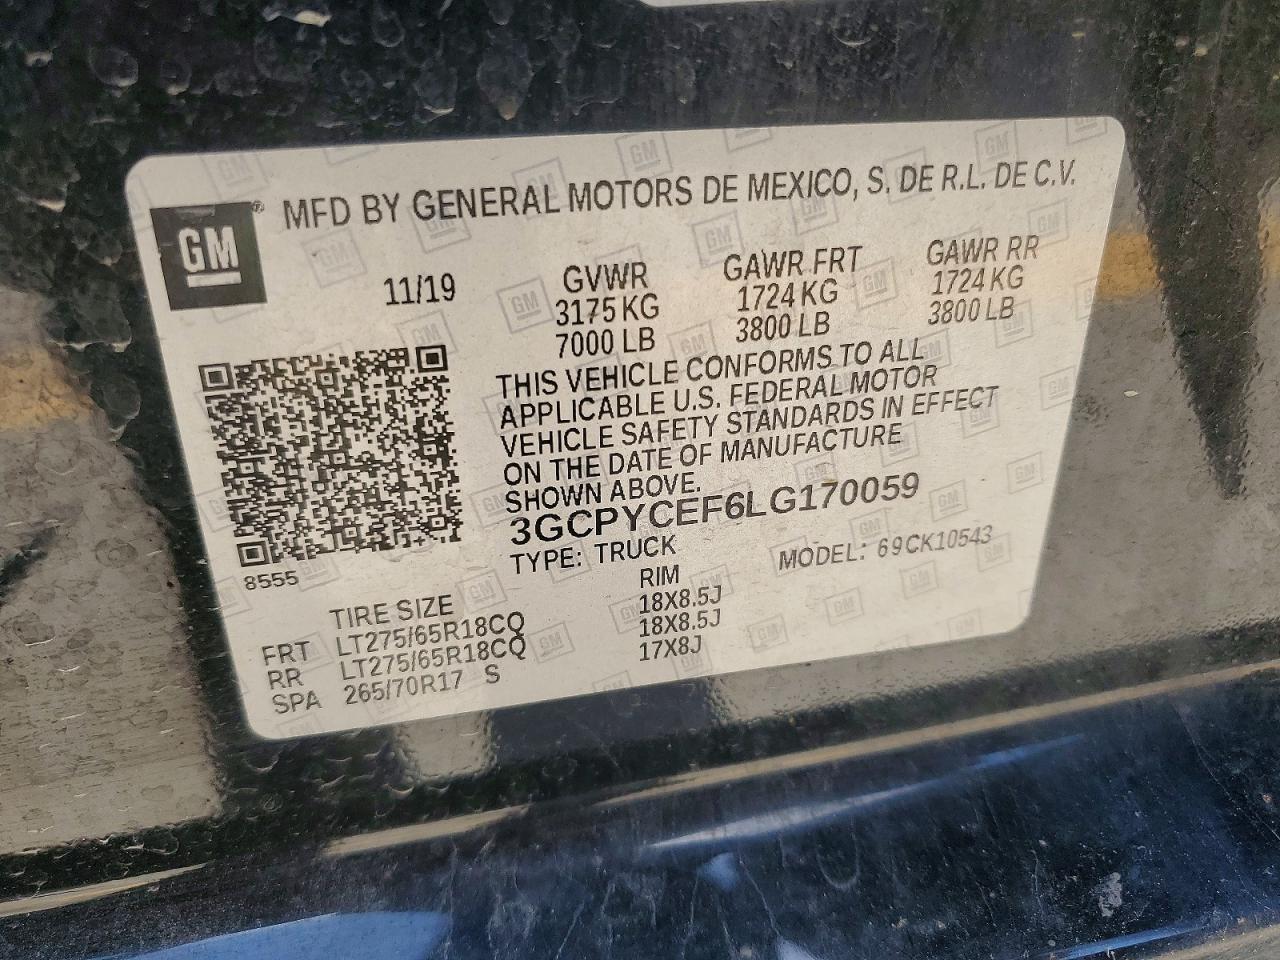 MFD BY GENERAL MOTORS DE MEXICO, S. DE R.L. DE C.V.
GM®
11/19 GVWR GAWR FRT GAWR RR
3175 KG 1724 KG 1724 KG
7000 LB 3800 LB 3800 LB
THIS VEHICLE CONFORMS TO ALL
APPLICABLE U.S. FEDERAL MOTOR
VEHICLE SAFETY STANDARDS IN EFFECT
ON THE DATE OF MANUFACTURE
SHOWN ABOVE.
3GCPYCEF6LG170059
TYPE: TRUCK MODEL: 69CK10543
8555
TIRE SIZE RIM
FRT LT275/65R18CQ 18X8.5J
RR LT275/65R18CQ 18X8.5J
SPA 265/70R17 S 17X8J